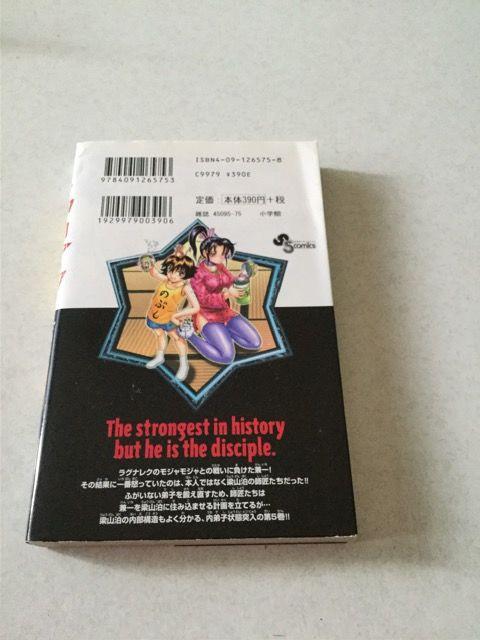 ISBN4-09-126575-8
C9979 ¥390E
9784091265753
定価 本体390円+税
雑誌 45095-75 小学館
1929979003906
SS comics
のぶし
The strongest in history
but he is the disciple.
ラグナレクのモジャモジャとの戦いに負けた兼一!
その結果に一番怒っていたのは、本人ではなく梁山泊の師匠たちだった!!
ふがいない弟子を鍛え直すため、師匠たちは
兼一を梁山泊に住み込ませる計画を立てるが…
梁山泊の内部構造もよく分かる、内弟子状態突入の第5巻!!